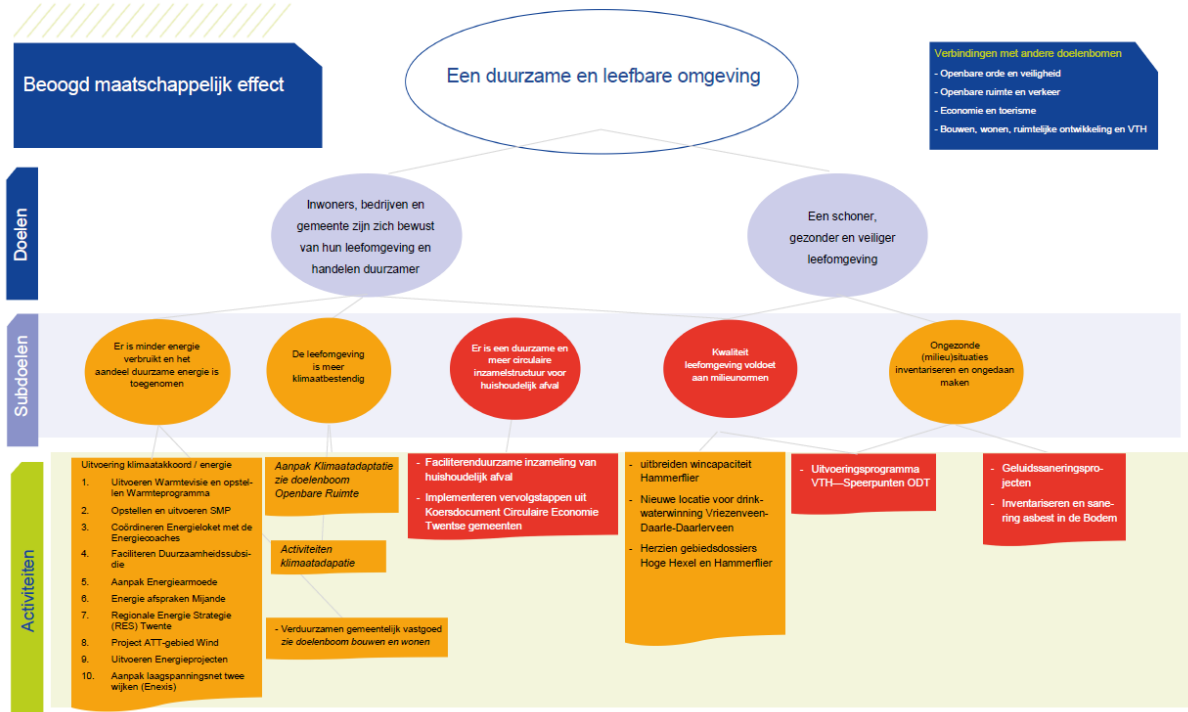 Beoogd maatschappelijk effect
Een duurzame en leefbare omgeving
Verbindingen met andere doelenbomen
- Openbare orde en veiligheid
- Openbare ruimte en verkeer
- Economie en toerisme
- Bouwen, wonen, ruimtelijke ontwikkeling en VTH
Doelen
Inwoners, bedrijven en
gemeente zijn zich bewust
van hun leefomgeving en
handelen duurzamer
Een schoner,
gezonder en veiliger
leefomgeving
Subdoelen
Er is minder energie
verbruikt en het
aandeel duurzame energie is
toegenomen
De leefomgeving
is meer
klimaatbestendig
Er is een duurzame en
meer circulaire
inzamelstructuur voor
huishoudelijk afval
Kwaliteit
leefomgeving voldoet
aan milieunormen
Ongezonde
(milieu)situaties
inventariseren en ongedaan
maken
Activiteiten
Uitvoering klimaatakkoord / energie
1. Uitvoeren Warmtevisie en opstel-
len Warmteprogramma
2. Opstellen en uitvoeren SMP
3. Coördineren Energieloket met de
Energiecoaches
4. Faciliteren Duurzaamheidssubsi-
die
5. Aanpak Energiearmoede
6. Energie afspraken Mijande
7. Regionale Energie Strategie
(RES) Twente
8. Project ATT-gebied Wind
9. Uitvoeren Energieprojecten
10. Aanpak laagspanningsnet twee
wijken (Enexis)
Aanpak Klimaatadaptatie
zie doelenboom
Openbare Ruimte
Activiteiten
klimaatadapatie
- Verduurzamen gemeentelijk vastgoed
zie doelenboom bouwen en wonen
- Faciliterenduurzame inzameling van
huishoudelijk afval
- Implementeren vervolgstappen uit
Koersdocument Circulaire Economie
Twentse gemeenten
- uitbreiden wincapaciteit
Hammerflier
- Nieuwe locatie voor drink-
waterwinning Vriezenveen-
Daarle-Daarlerveen
- Herzien gebiedsdossiers
Hoge Hexel en Hammerflier
- Uitvoeringsprogramma
VTH—Speerpunten ODT
- Geluidssaneringspro-
jecten
- Inventariseren en sane-
ring asbest in de Bodem